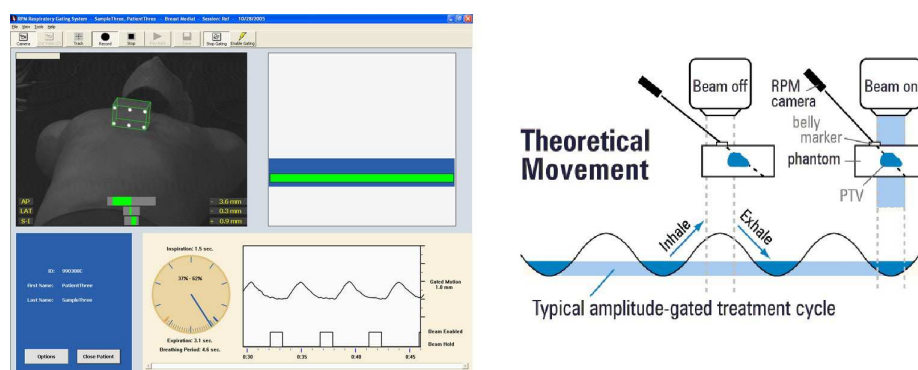 RPM Respiratory Gating System - SampleThree, PatientThree - Breast Medial - Session: Ref - 10/28/2005
File View Tools Help
Camera
Track
Record
Stop
Stop Gating
Enable Gating
AP - 3.6 mm
LAT - 0.3 mm
S-I + 0.9 mm
ID: 990308C
First Name: PatientThree
Last Name: SampleThree
Options
Close Patient
Inspiration: 1.5 sec.
37% - 62%
Expiration: 3.1 sec.
Breathing Period: 4.6 sec.
Gated Motion
1.0 mm
Beam Enabled
Beam Hold
0:30 0:35 0:40 0:45
Theoretical
Movement
Beam off
RPM
camera
Beam on
belly
marker
phantom
PTV
Inhale
Exhale
Typical amplitude-gated treatment cycle